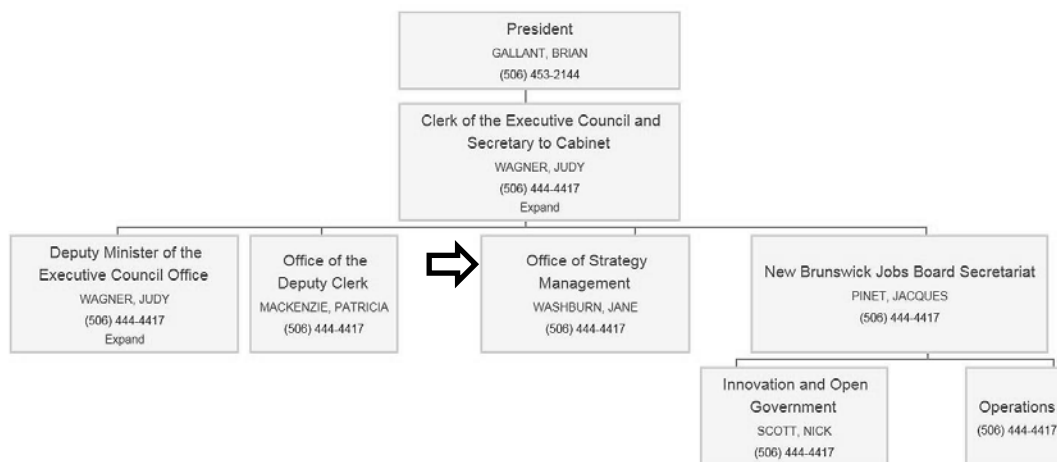 President
GALLANT, BRIAN
(506) 453-2144
Clerk of the Executive Council and
Secretary to Cabinet
WAGNER, JUDY
(506) 444-4417
Expand
Deputy Minister of the
Executive Council Office
WAGNER, JUDY
(506) 444-4417
Expand
Office of the
Deputy Clerk
MACKENZIE, PATRICIA
(506) 444-4417
Office of Strategy
Management
WASHBURN, JANE
(506) 444-4417
New Brunswick Jobs Board Secretariat
PINET, JACQUES
(506) 444-4417
Innovation and Open
Government
SCOTT, NICK
(506) 444-4417
Operations
(506) 444-4417